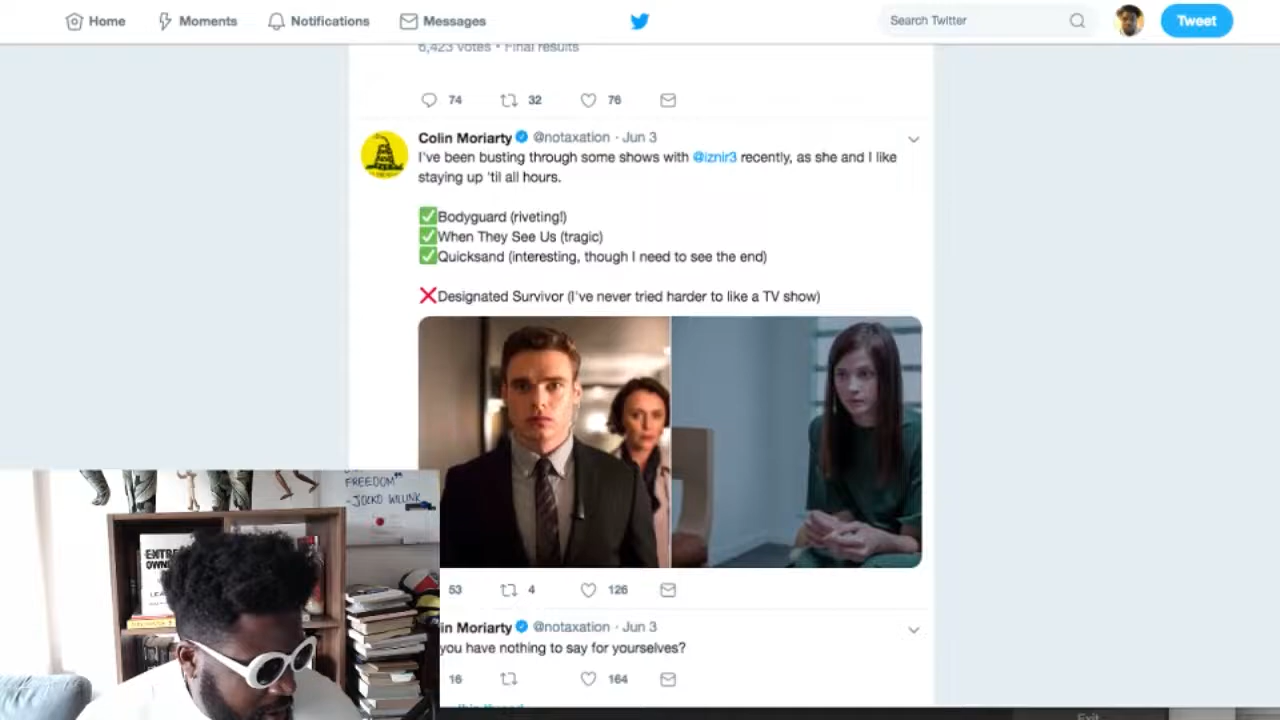 Home Moments Notifications Messages Search Twitter Tweet
6,423 votes • Final results
74 32 76
Colin Moriarty @notaxation · Jun 3
I've been busting through some shows with @iznir3 recently, as she and I like
staying up 'til all hours.
✅Bodyguard (riveting!)
✅When They See Us (tragic)
✅Quicksand (interesting, though I need to see the end)
❌Designated Survivor (I've never tried harder to like a TV show)
FREEDOM"
-JOCKO WILLINK
53 4 126
in Moriarty @notaxation · Jun 3
you have nothing to say for yourselves?
16 164
Exit